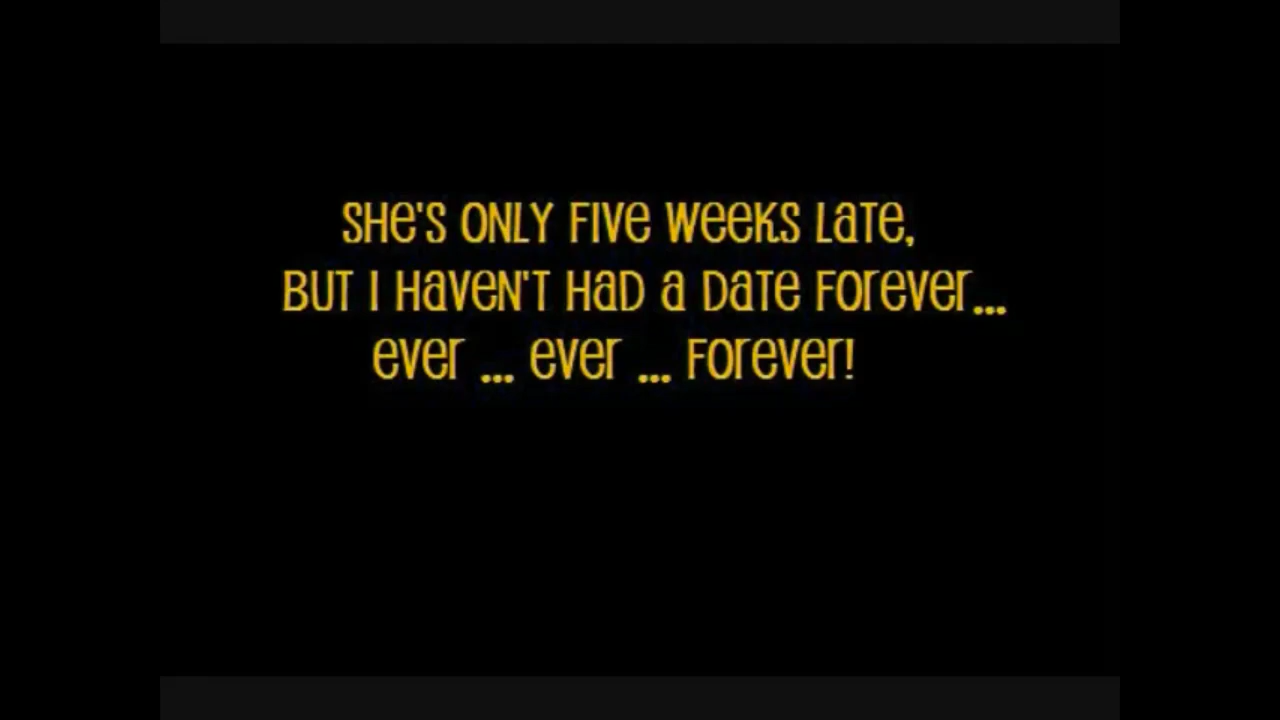 SHE'S ONLY FIVE WEEKS LATE,
BUT I HAVEN'T HAD A DATE FOREVER...
EVER ... EVER ... FOREVER!